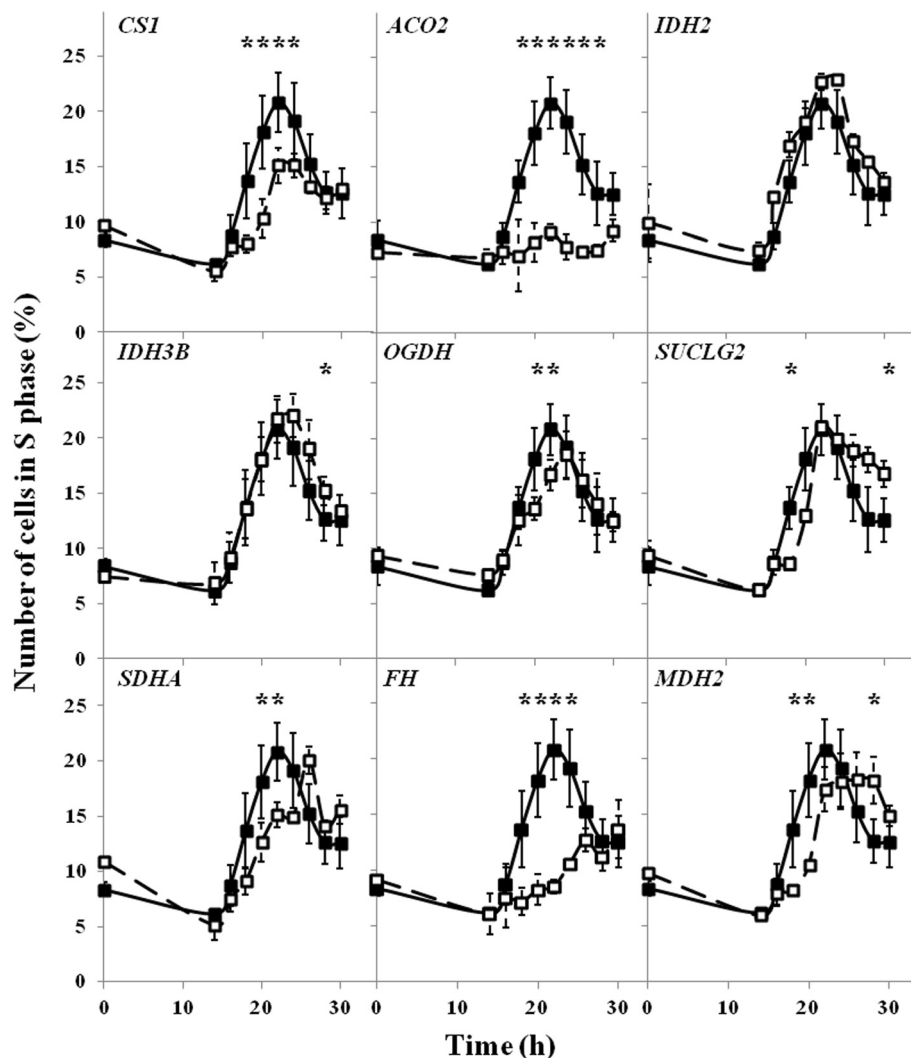 CS1 ACO2 IDH2
**** ****** 
25
20
15
10
5
0
IDH3B OGDH SUCLG2
* ** * *
25
20
15
10
5
0
Number of cells in S phase (%)
SDHA FH MDH2
** **** ** *
25
20
15
10
5
0
0 10 20 30 0 10 20 30 0 10 20 30
Time (h)